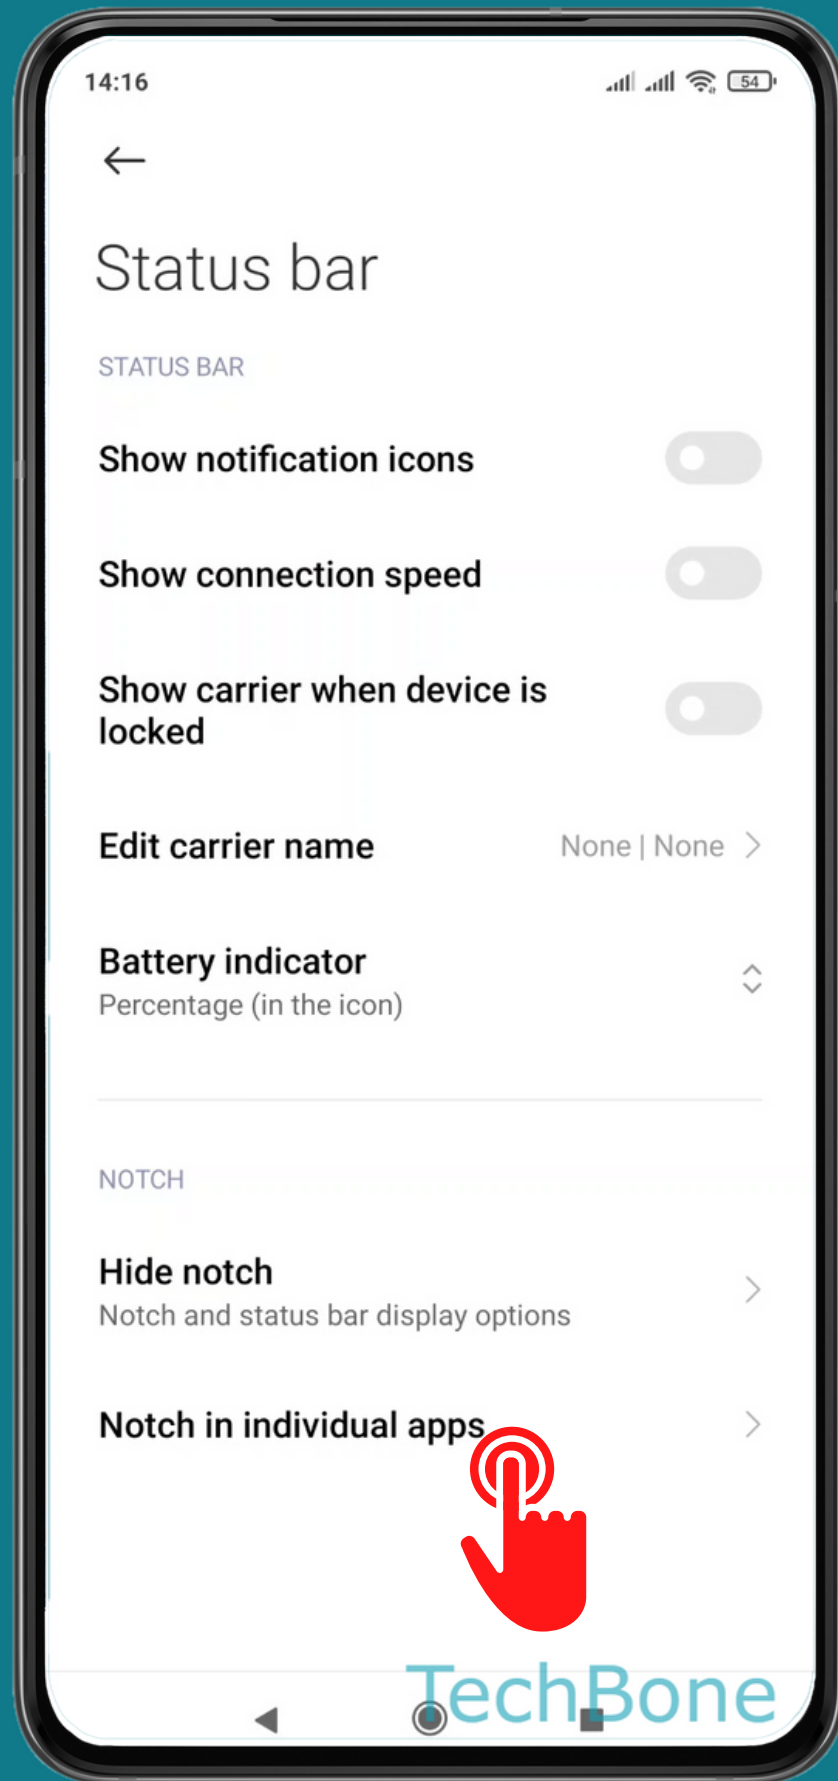 14:16
54
Status bar
STATUS BAR
Show notification icons
Show connection speed
Show carrier when device is
locked
Edit carrier name
None | None
Battery indicator
Percentage (in the icon)
NOTCH
Hide notch
Notch and status bar display options
Notch in individual apps
TechBone